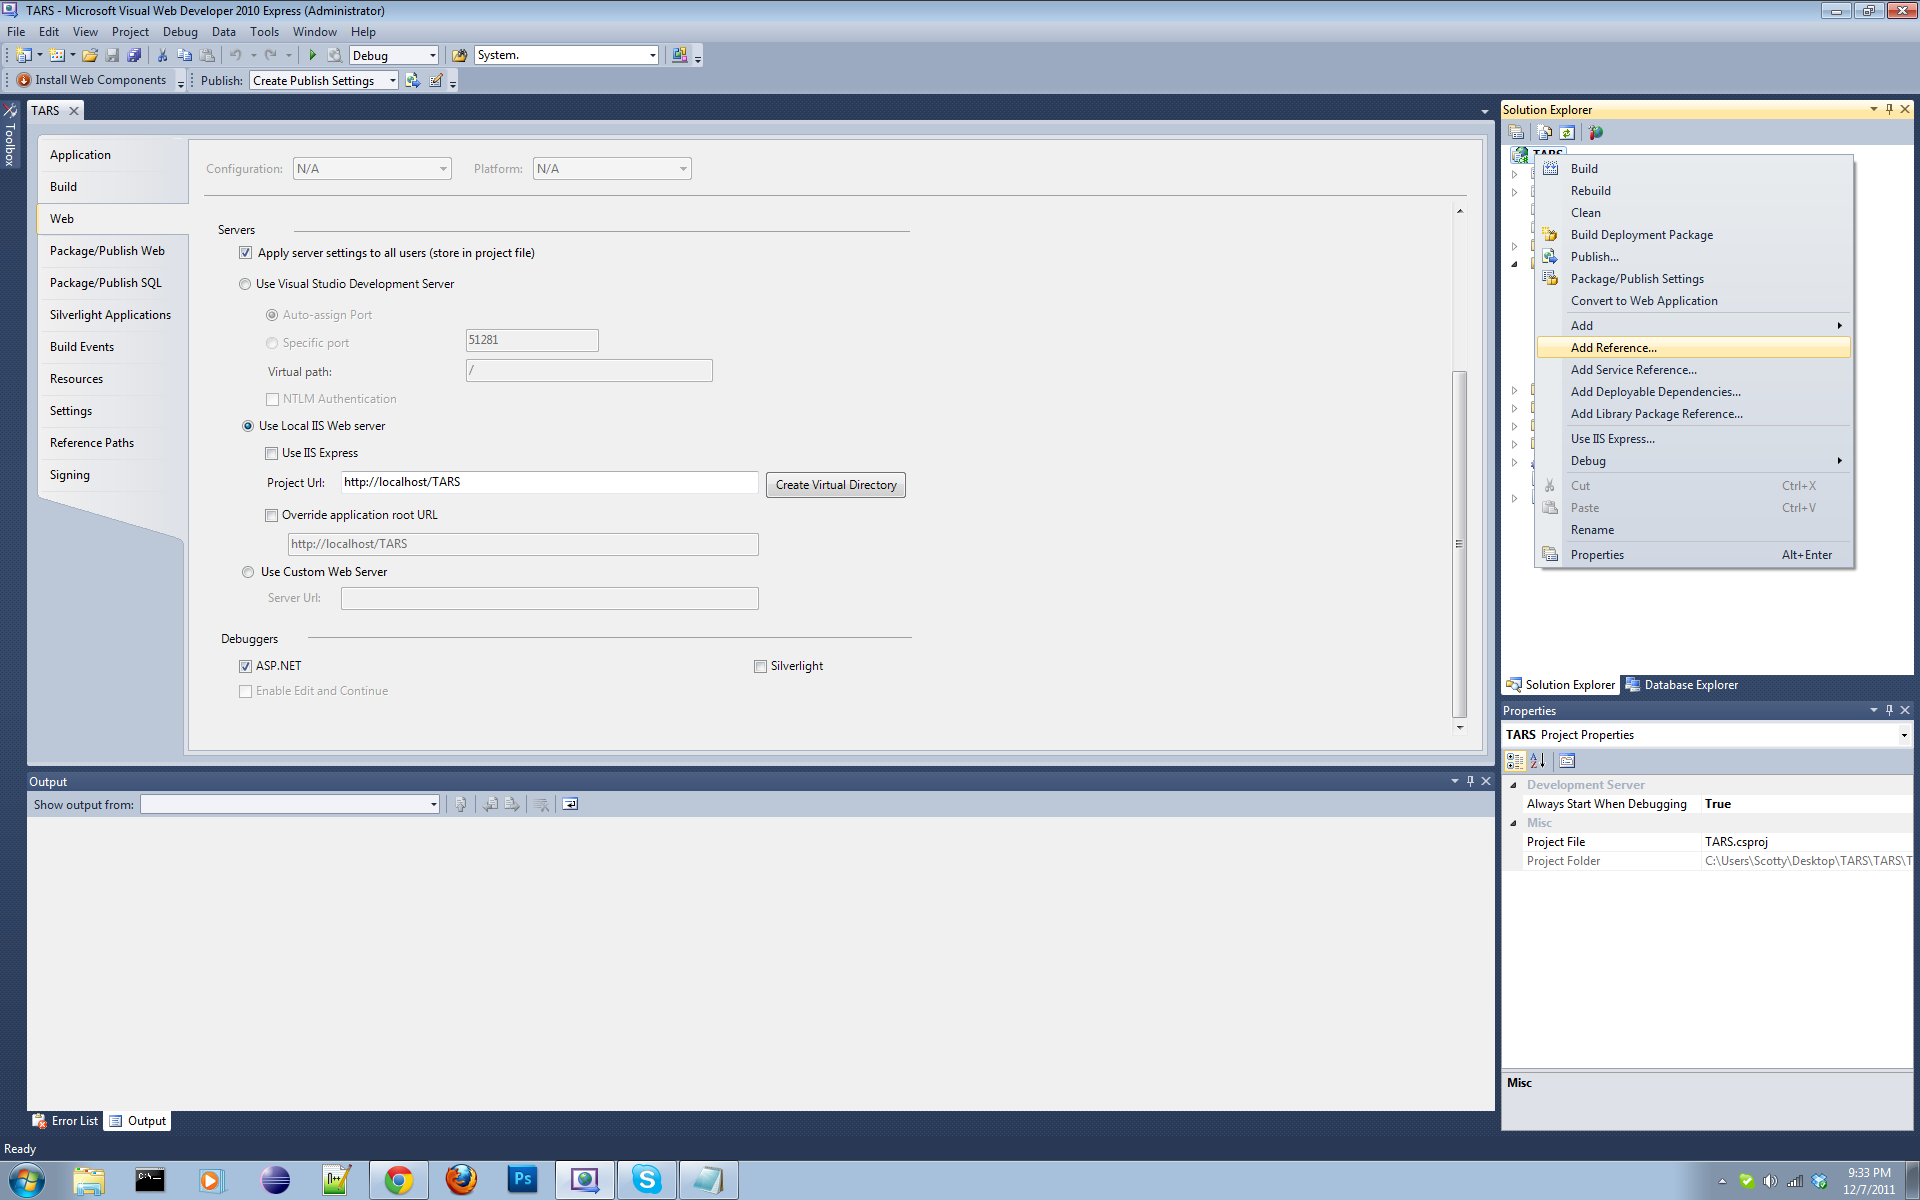 TARS - Microsoft Visual Web Developer 2010 Express (Administrator)
File Edit View Project Debug Data Tools Window Help
Debug System.
Install Web Components Publish: Create Publish Settings
Toolbox
TARS
Application
Build
Web
Package/Publish Web
Package/Publish SQL
Silverlight Applications
Build Events
Resources
Settings
Reference Paths
Signing
Configuration: N/A Platform: N/A
Servers
Apply server settings to all users (store in project file)
Use Visual Studio Development Server
Auto-assign Port
Specific port 51281
Virtual path: /
NTLM Authentication
Use Local IIS Web server
Use IIS Express
Project Url: http://localhost/TARS Create Virtual Directory
Override application root URL
http://localhost/TARS
Use Custom Web Server
Server Url:
Debuggers
ASP.NET Silverlight
Enable Edit and Continue
Output
Show output from:
Error List Output
Ready
Solution Explorer
TARS
Build
Rebuild
Clean
Build Deployment Package
Publish...
Package/Publish Settings
Convert to Web Application
Add
Add Reference...
Add Service Reference...
Add Deployable Dependencies...
Add Library Package Reference...
Use IIS Express...
Debug
Cut Ctrl+X
Paste Ctrl+V
Rename
Properties Alt+Enter
Solution Explorer Database Explorer
Properties
TARS Project Properties
Development Server
Always Start When Debugging True
Misc
Project File TARS.csproj
Project Folder C:\Users\Scotty\Desktop\TARS\TARS\T
Misc
C:\
Ps
9:33 PM
12/7/2011